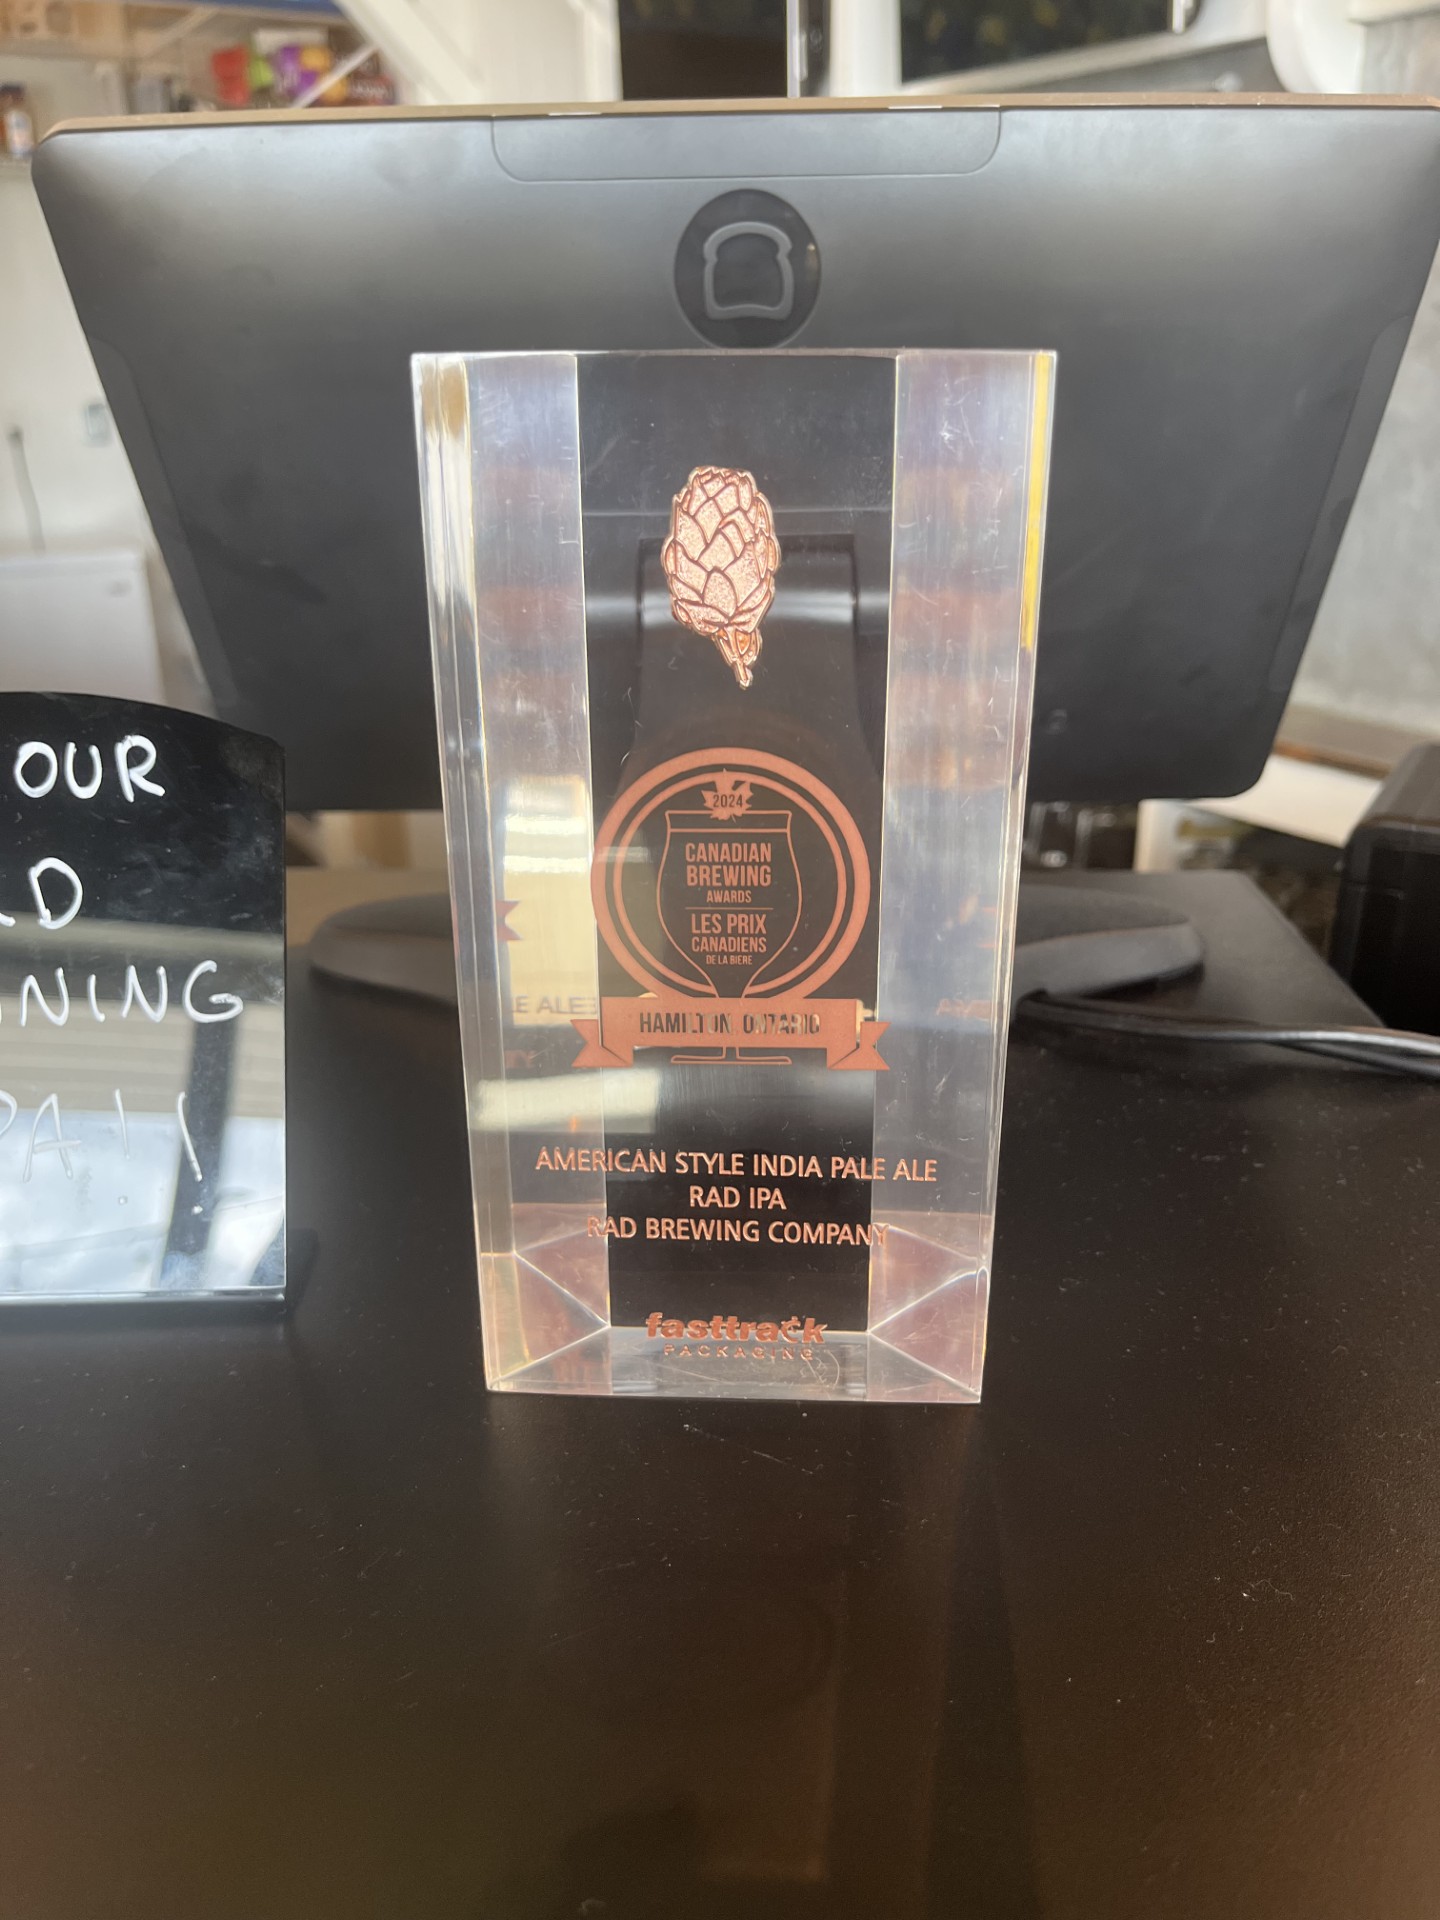 OUR
D
NING
PA!!
2024
CANADIAN
BREWING
AWARDS
LES PRIX
CANADIENS
DE LA BIERE
HAMILTON, ONTARIO
AMERICAN STYLE INDIA PALE ALE
RAD IPA
RAD BREWING COMPANY
fasttrack
PACKAGING